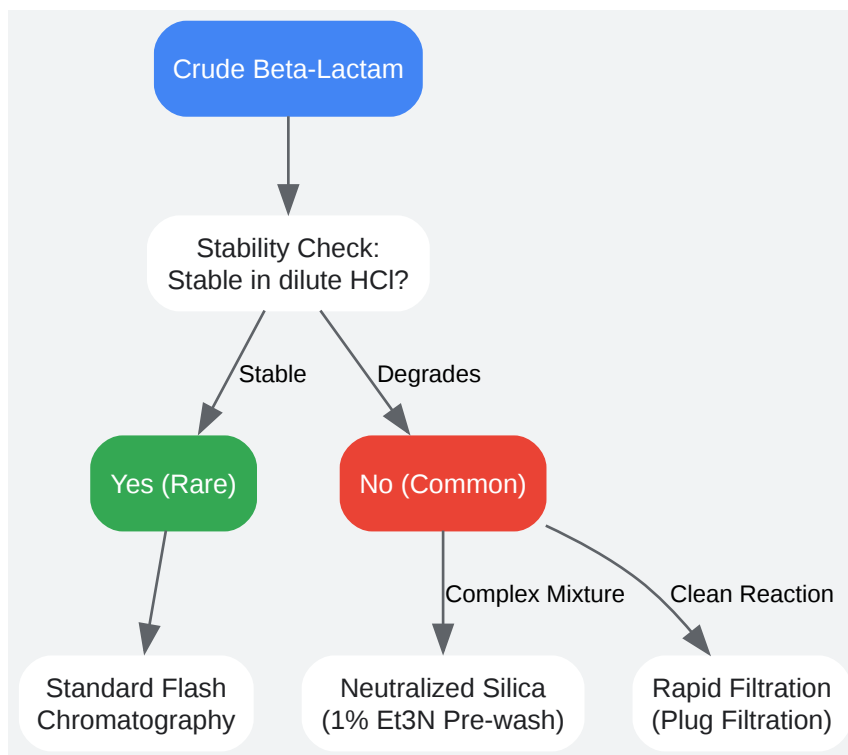 Crude Beta-Lactam
Stability Check:
Stable in dilute HCl?
Stable
Degrades
Yes (Rare)
No (Common)
Complex Mixture
Clean Reaction
Standard Flash
Chromatography
Neutralized Silica
(1% Et3N Pre-wash)
Rapid Filtration
(Plug Filtration)